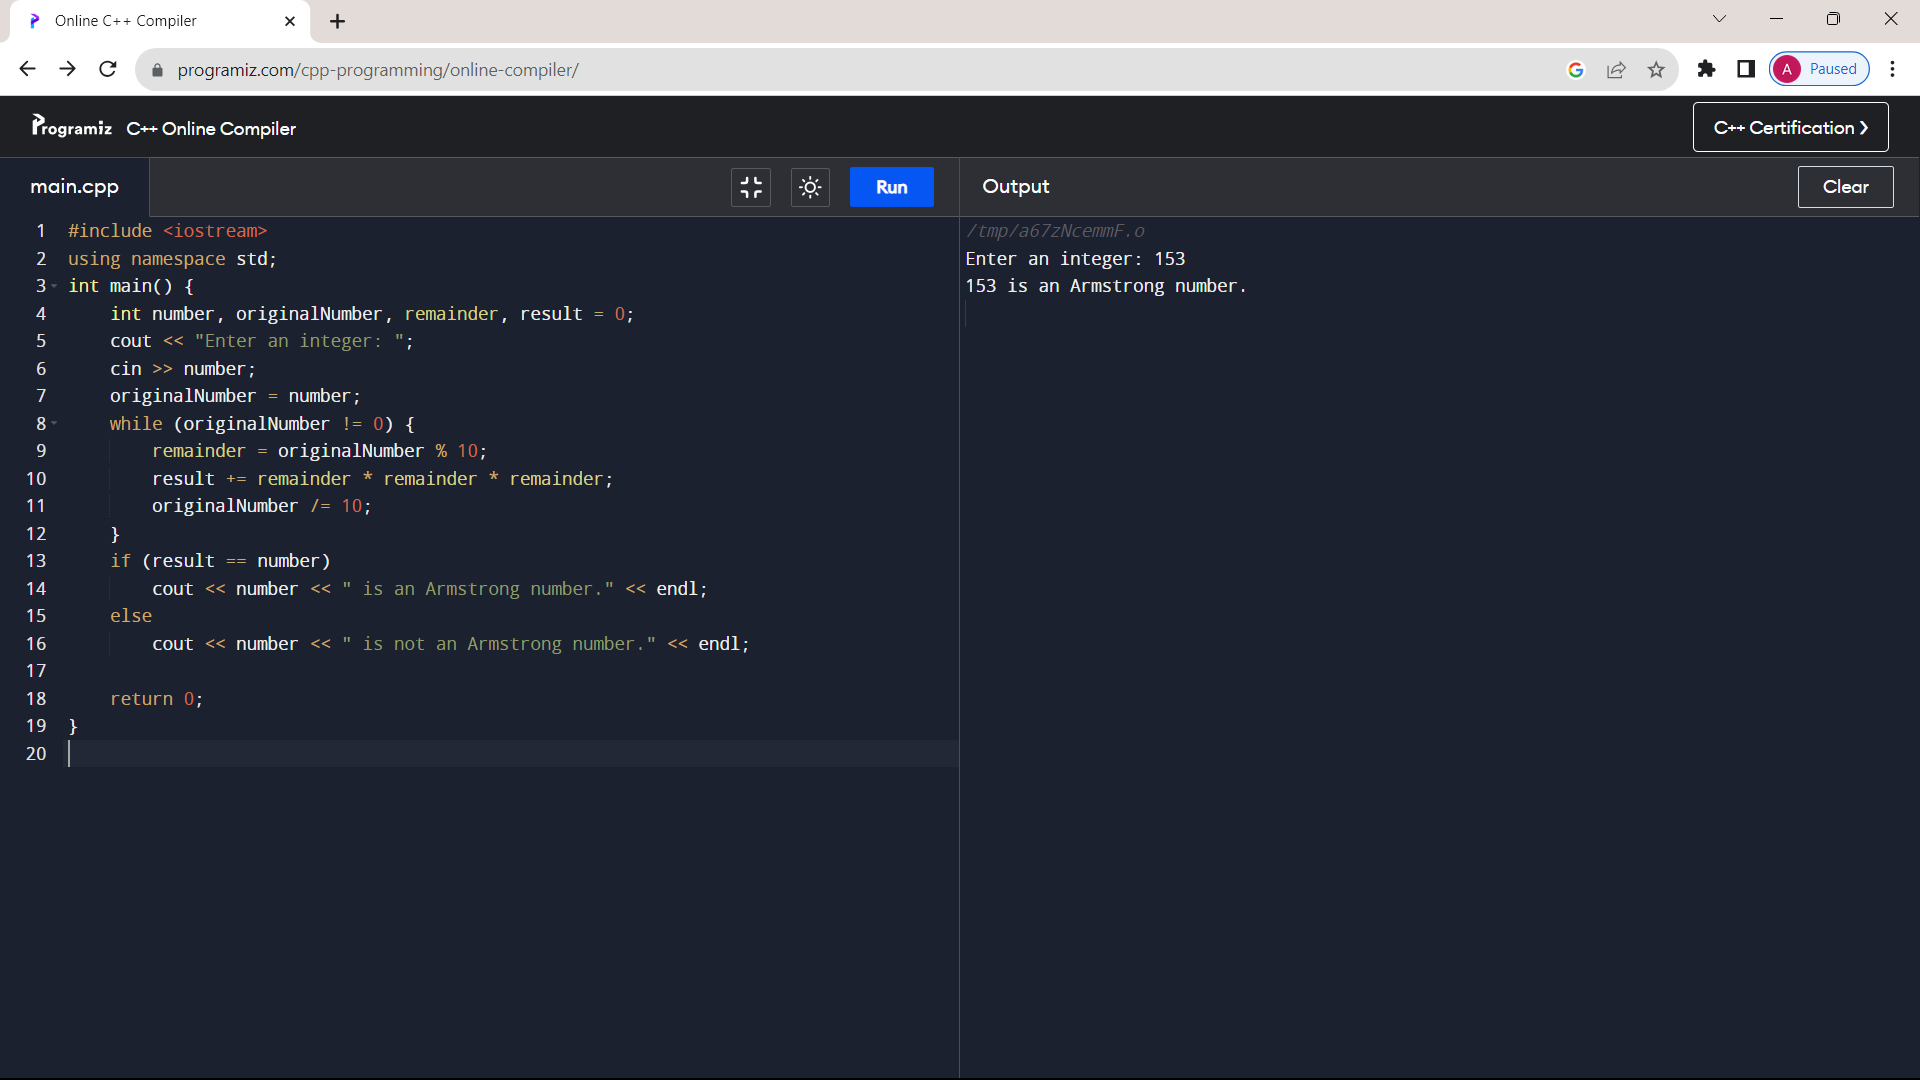 Online C++ Compiler
programiz.com/cpp-programming/online-compiler/
A Paused
Programiz C++ Online Compiler
C++ Certification
main.cpp
Run
Output
Clear
1 #include <iostream>
2 using namespace std;
3 int main() {
4     int number, originalNumber, remainder, result = 0;
5     cout << "Enter an integer: ";
6     cin >> number;
7     originalNumber = number;
8     while (originalNumber != 0) {
9         remainder = originalNumber % 10;
10         result += remainder * remainder * remainder;
11         originalNumber /= 10;
12     }
13     if (result == number)
14         cout << number << " is an Armstrong number." << endl;
15     else
16         cout << number << " is not an Armstrong number." << endl;
17
18     return 0;
19 }
20
/tmp/a67zNcemmF.o
Enter an integer: 153
153 is an Armstrong number.